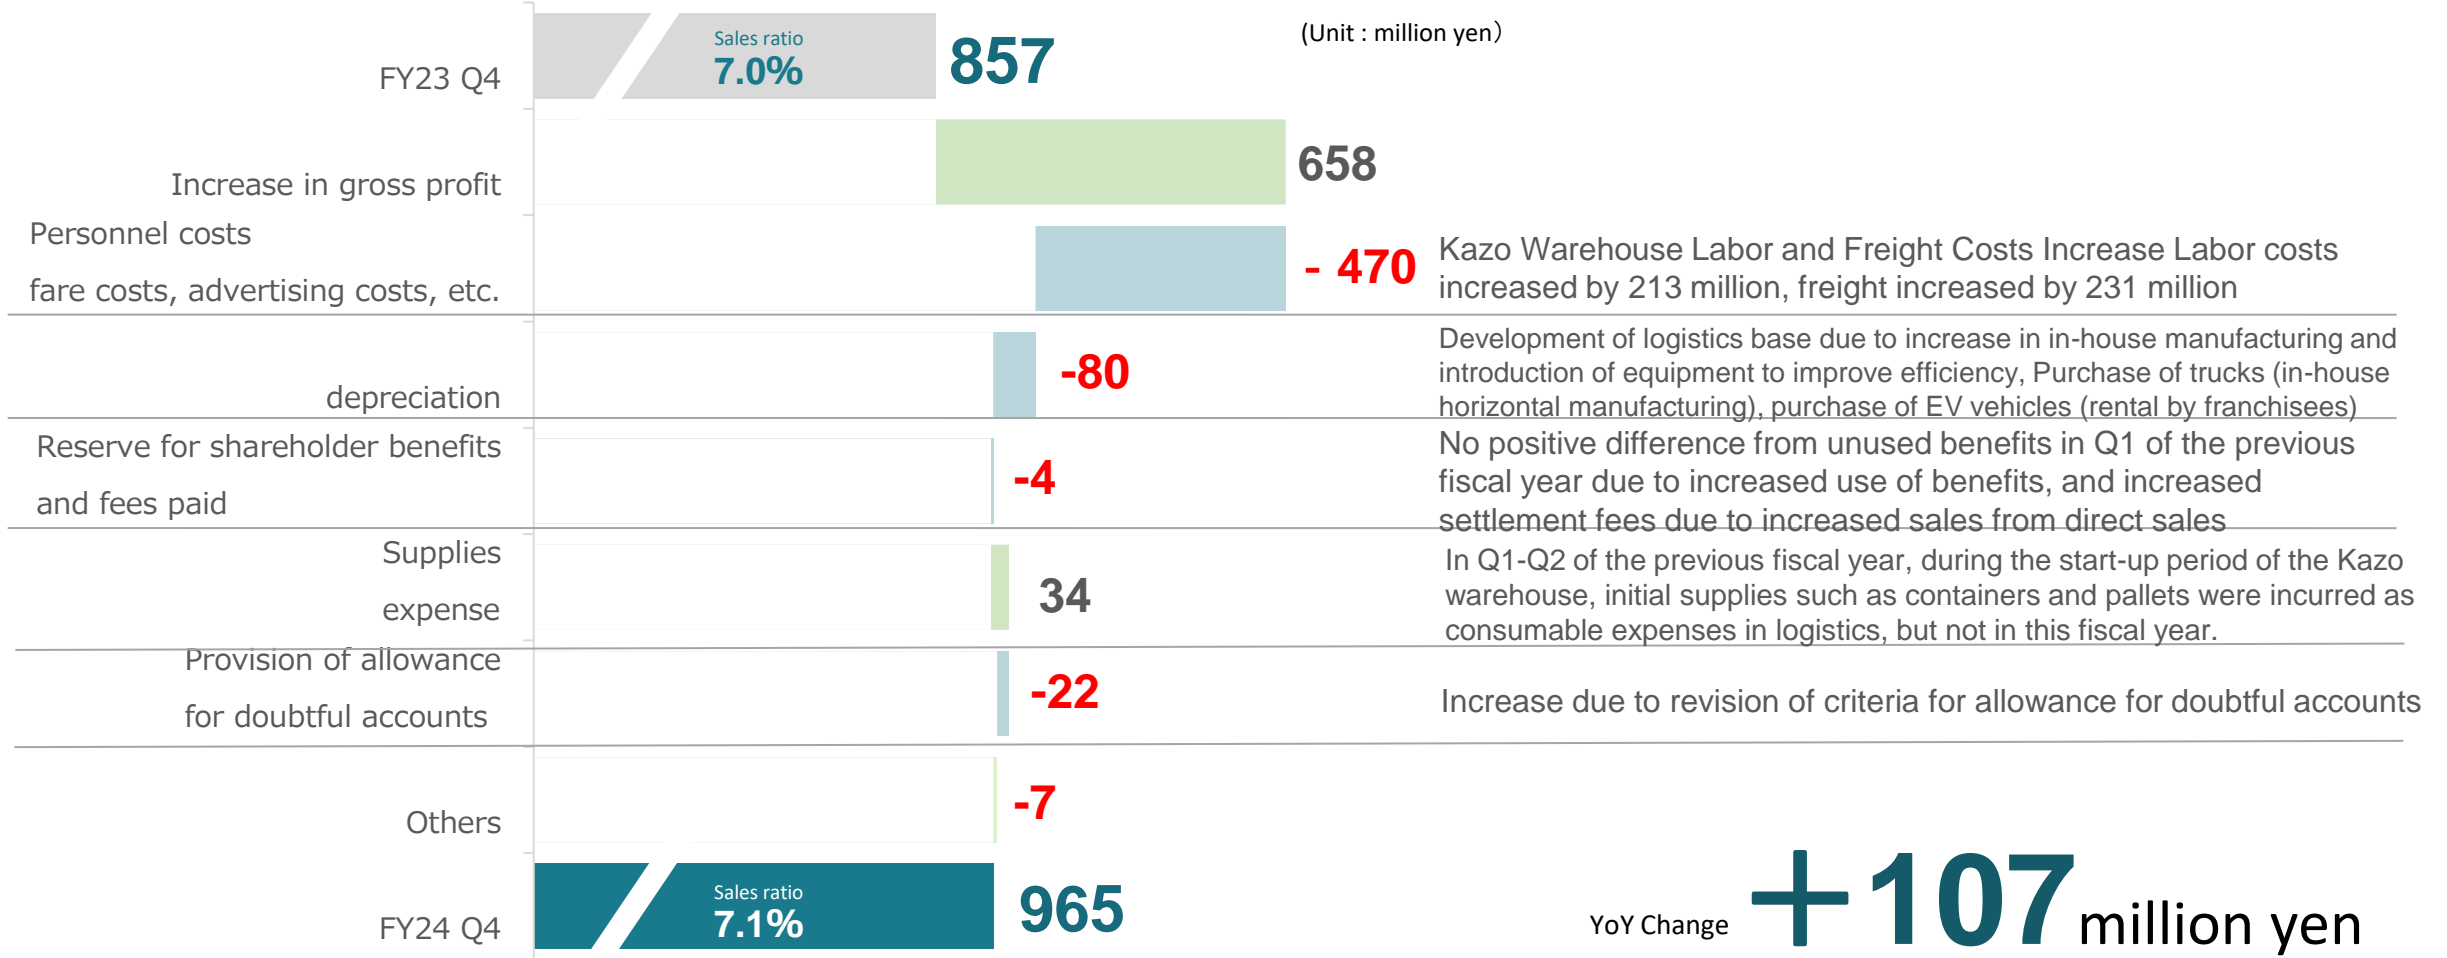 (Unit : million yen）
FY23 Q4
Sales ratio
7.0%
857
Increase in gross profit
658
Personnel costs
fare costs, advertising costs, etc.
- 470
Kazo Warehouse Labor and Freight Costs Increase Labor costs
increased by 213 million, freight increased by 231 million
depreciation
-80
Development of logistics base due to increase in in-house manufacturing and
introduction of equipment to improve efficiency, Purchase of trucks (in-house
horizontal manufacturing), purchase of EV vehicles (rental by franchisees)
Reserve for shareholder benefits
and fees paid
-4
No positive difference from unused benefits in Q1 of the previous
fiscal year due to increased use of benefits, and increased
settlement fees due to increased sales from direct sales
Supplies
expense
34
In Q1-Q2 of the previous fiscal year, during the start-up period of the Kazo
warehouse, initial supplies such as containers and pallets were incurred as
consumable expenses in logistics, but not in this fiscal year.
Provision of allowance
for doubtful accounts
-22
Increase due to revision of criteria for allowance for doubtful accounts
Others
-7
FY24 Q4
Sales ratio
7.1%
965
YoY Change ＋107 million yen